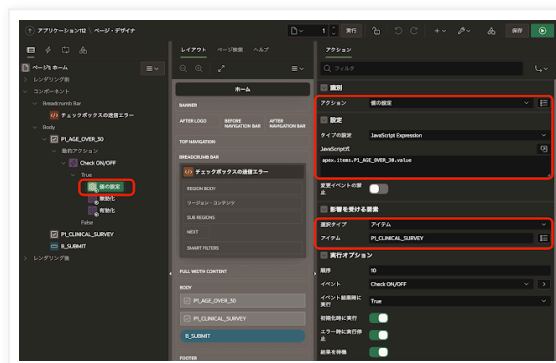 アプリケーション112 \ ページ・デザイナ
1
実行
保存
ページ1: ホーム
レンダリング前
コンポーネント
Breadcrumb Bar
チェックボックスの送信エラー
Body
P1_AGE_OVER_30
動的アクション
Check ON/OFF
True
値の設定
無効化
有効化
False
P1_CLINICAL_SURVEY
B_SUBMIT
レンダリング後
レイアウト ページ検索 ヘルプ
ホーム
BANNER
AFTER LOGO
BEFORE NAVIGATION BAR
AFTER NAVIGATION BAR
TOP NAVIGATION
BREADCRUMB BAR
チェックボックスの送信エラー
REGION BODY
リージョン・コンテンツ
SUB REGIONS
NEXT
SMART FILTERS
FULL WIDTH CONTENT
BODY
P1_AGE_OVER_30
P1_CLINICAL_SURVEY
B_SUBMIT
FOOTER
アクション
フィルタ
識別
アクション 値の設定
設定
タイプの設定 JavaScript Expression
JavaScript式
apex.items.P1_AGE_OVER_30.value
変更イベントの禁止
影響を受ける要素
選択タイプ アイテム
アイテム P1_CLINICAL_SURVEY
実行オプション
順序 10
イベント Check ON/OFF
イベント結果時に実行 True
初期化時に実行
エラー時に実行停止
結果を待機